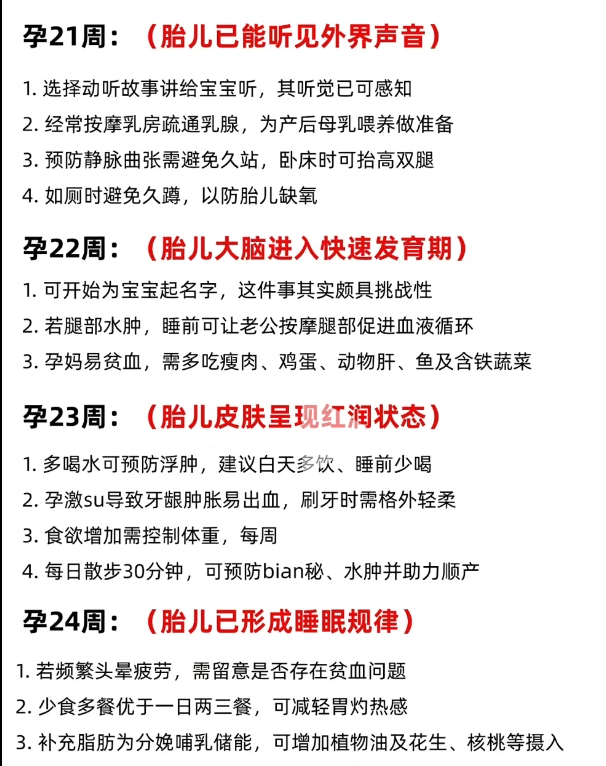 孕21周：（胎儿已能听见外界声音）
1. 选择动听故事讲给宝宝听，其听觉已可感知
2. 经常按摩乳房疏通乳腺，为产后母乳喂养做准备
3. 预防静脉曲张需避免久站，卧床时可抬高双腿
4. 如厕时避免久蹲，以防胎儿缺氧
孕22周：（胎儿大脑进入快速发育期）
1. 可开始为宝宝起名字，这件事其实颇具挑战性
2. 若腿部水肿，睡前可让老公按摩腿部促进血液循环
3. 孕妈易贫血，需多吃瘦肉、鸡蛋、动物肝、鱼及含铁蔬菜
孕23周：（胎儿皮肤呈现红润状态）
1. 多喝水可预防浮肿，建议白天多饮、睡前少喝
2. 孕激su导致牙龈肿胀易出血，刷牙时需格外轻柔
3. 食欲增加需控制体重，每周
4. 每日散步30分钟，可预防bian秘、水肿并助力顺产
孕24周：（胎儿已形成睡眠规律）
1. 若频繁头晕疲劳，需留意是否存在贫血问题
2. 少食多餐优于一日两三餐，可减轻胃灼热感
3. 补充脂肪为分娩哺乳储能，可增加植物油及花生、核桃等摄入